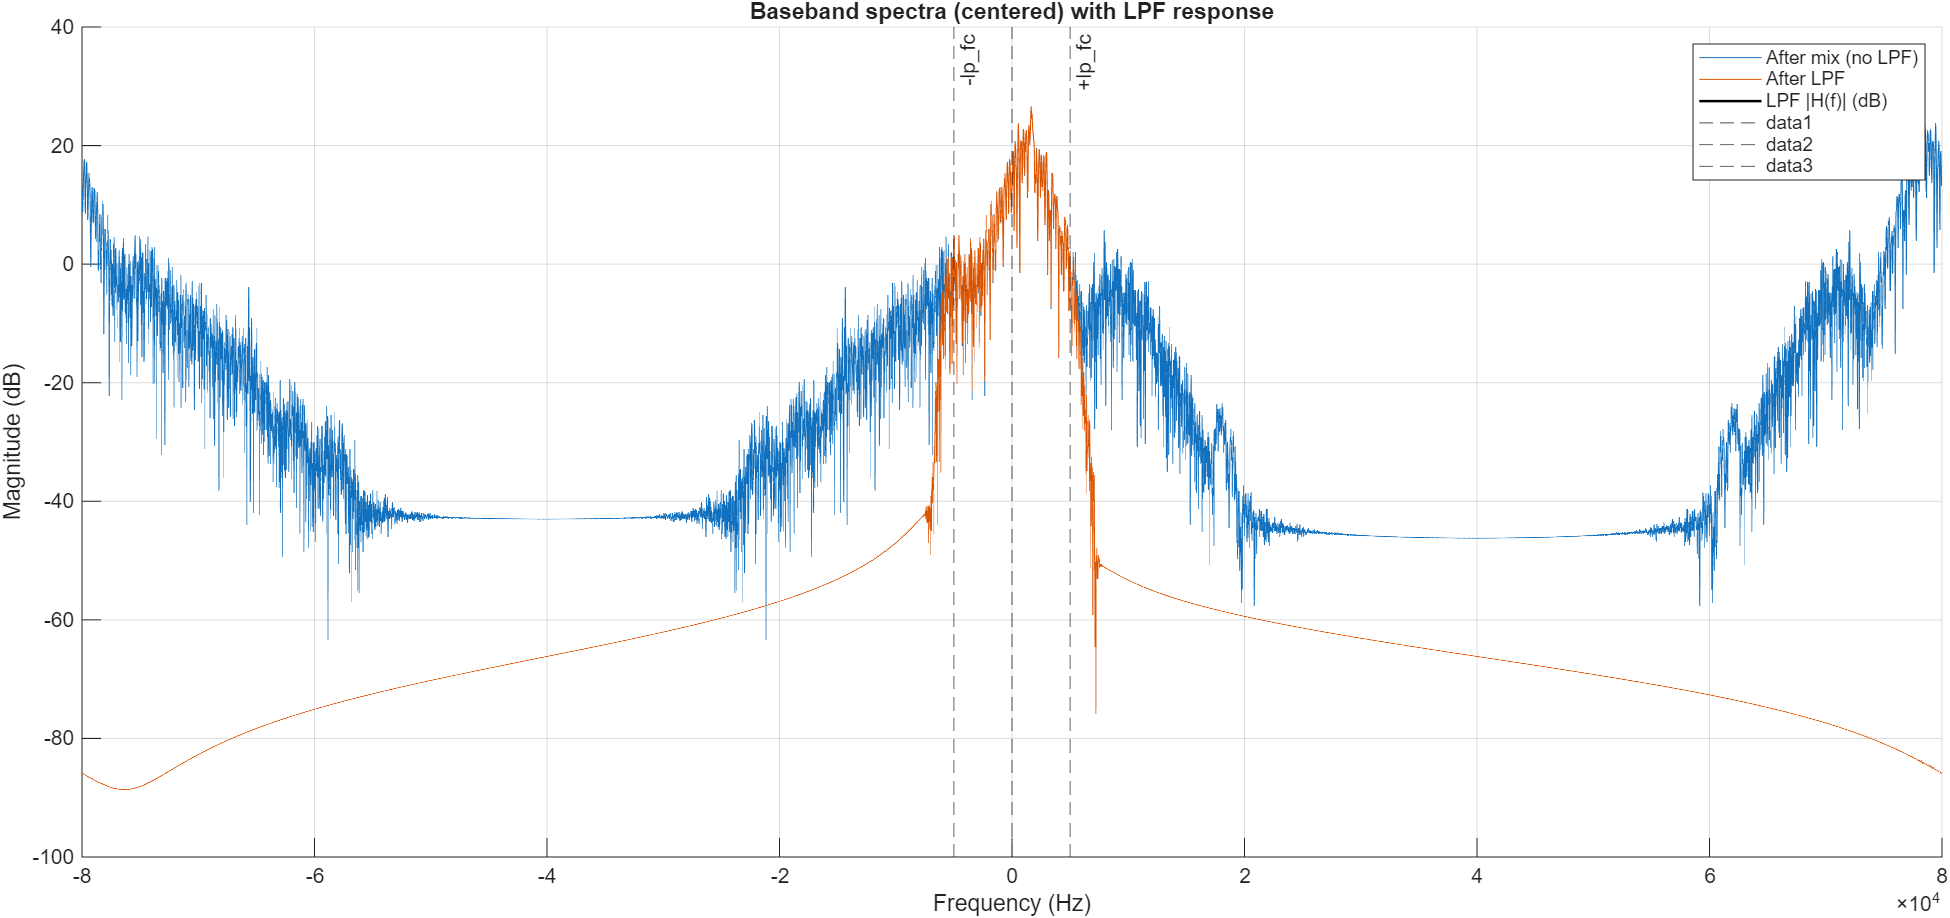 Baseband spectra (centered) with LPF response
40
20
0
-20
-40
-60
-80
-100
Magnitude (dB)
-lp_fc
+lp_fc
After mix (no LPF)
After LPF
LPF |H(f)| (dB)
data1
data2
data3
-8
-6
-4
-2
0
2
4
6
8
×10⁴
Frequency (Hz)